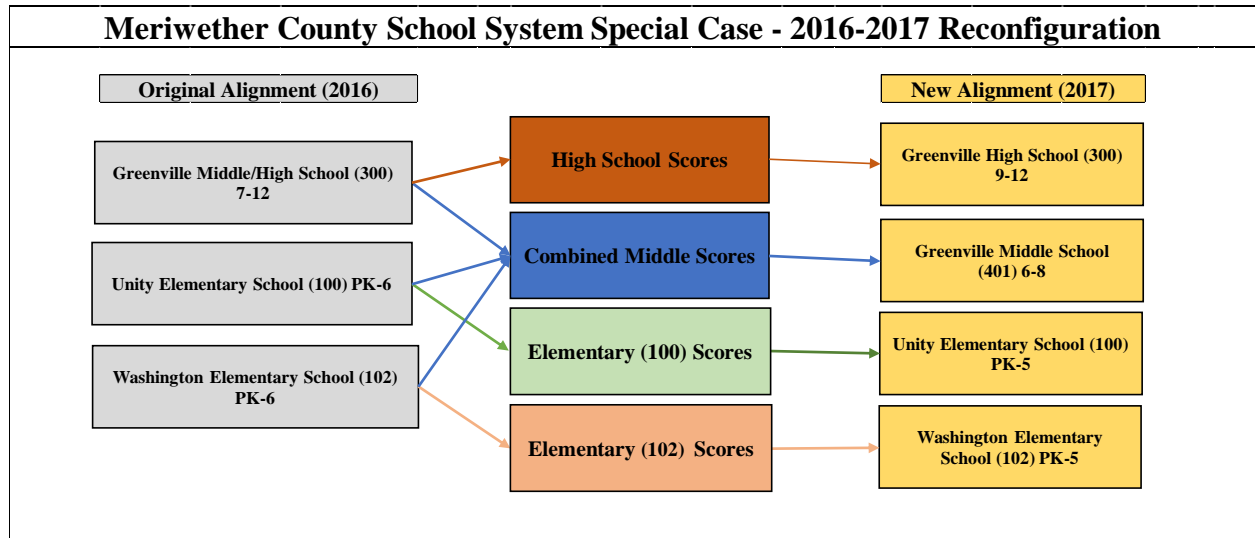 Meriwether County School System Special Case - 2016-2017 Reconfiguration
Original Alignment (2016)
New Alignment (2017)
Greenville Middle/High School (300)
7-12
High School Scores
Greenville High School (300)
9-12
Unity Elementary School (100) PK-6
Combined Middle Scores
Greenville Middle School
(401) 6-8
Washington Elementary School (102)
PK-6
Elementary (100) Scores
Unity Elementary School (100)
PK-5
Elementary (102) Scores
Washington Elementary
School (102) PK-5